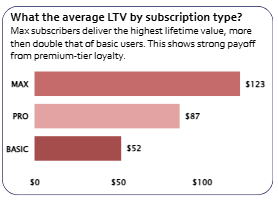 What the average LTV by subscription type?
Max subscribers deliver the highest lifetime value, more
then double that of basic users. This shows strong payoff
from premium-tier loyalty.
MAX $123
PRO $87
BASIC $52
$0 $50 $100